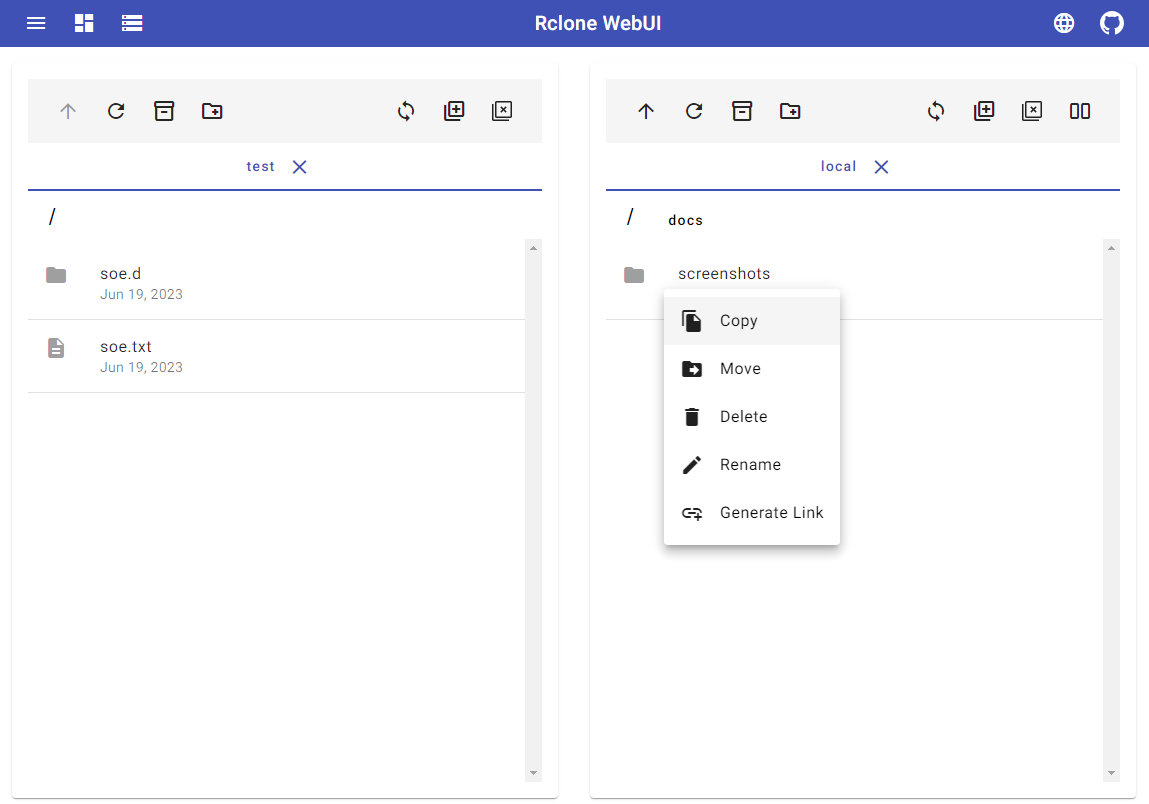 Rclone WebUI
test
/
soe.d
Jun 19, 2023
soe.txt
Jun 19, 2023
local
/ docs
screenshots
Copy
Move
Delete
Rename
Generate Link